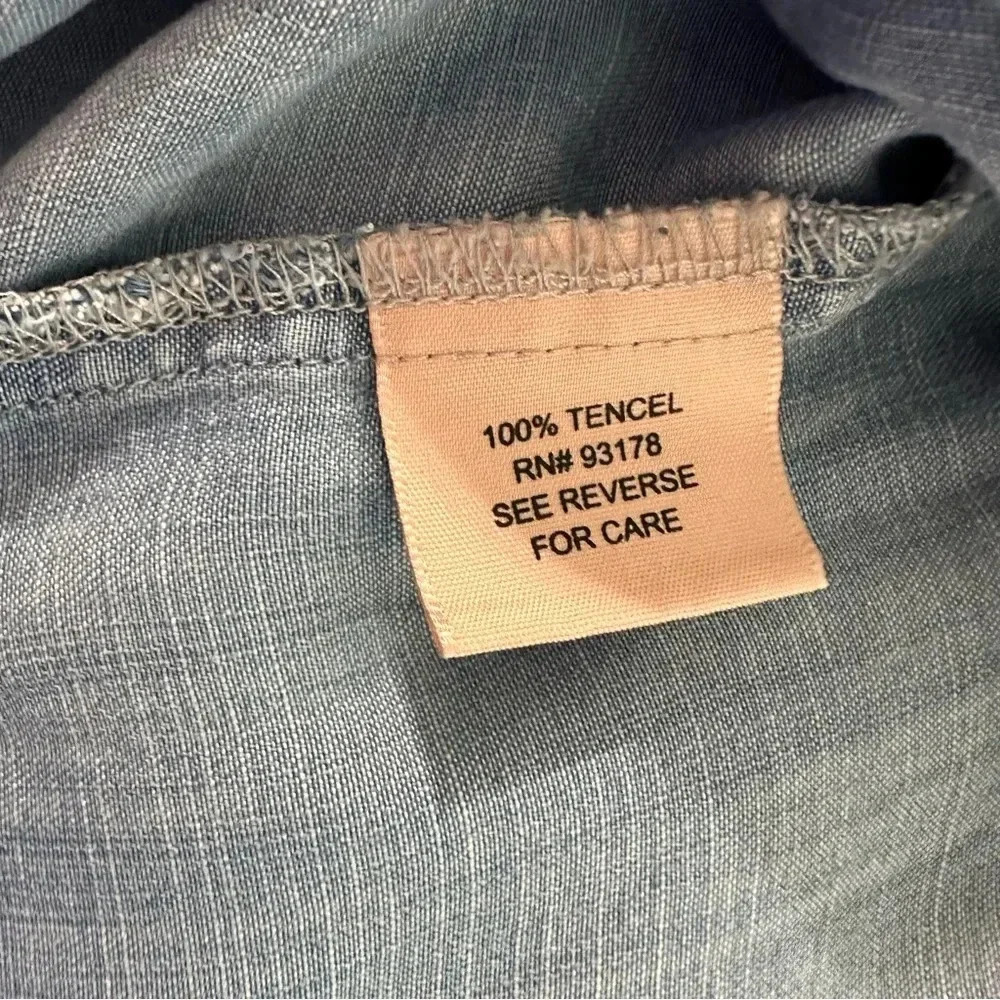 100% TENCEL
RN# 93178
SEE REVERSE
FOR CARE